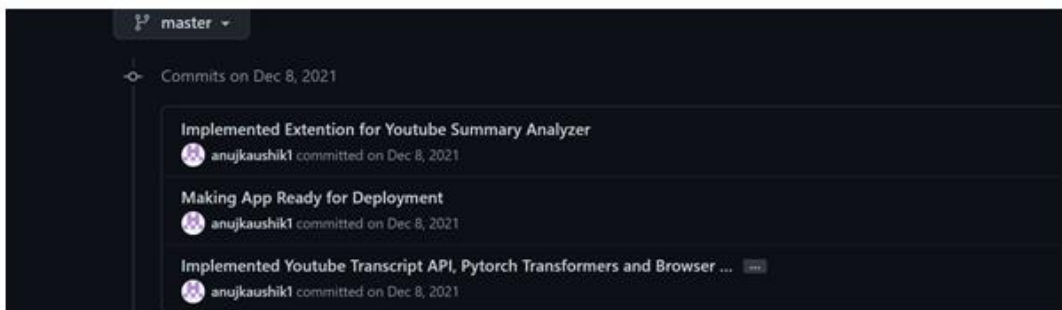 master
Commits on Dec 8, 2021
Implemented Extention for Youtube Summary Analyzer
anujkaushik1 committed on Dec 8, 2021
Making App Ready for Deployment
anujkaushik1 committed on Dec 8, 2021
Implemented Youtube Transcript API, Pytorch Transformers and Browser ... ...
anujkaushik1 committed on Dec 8, 2021